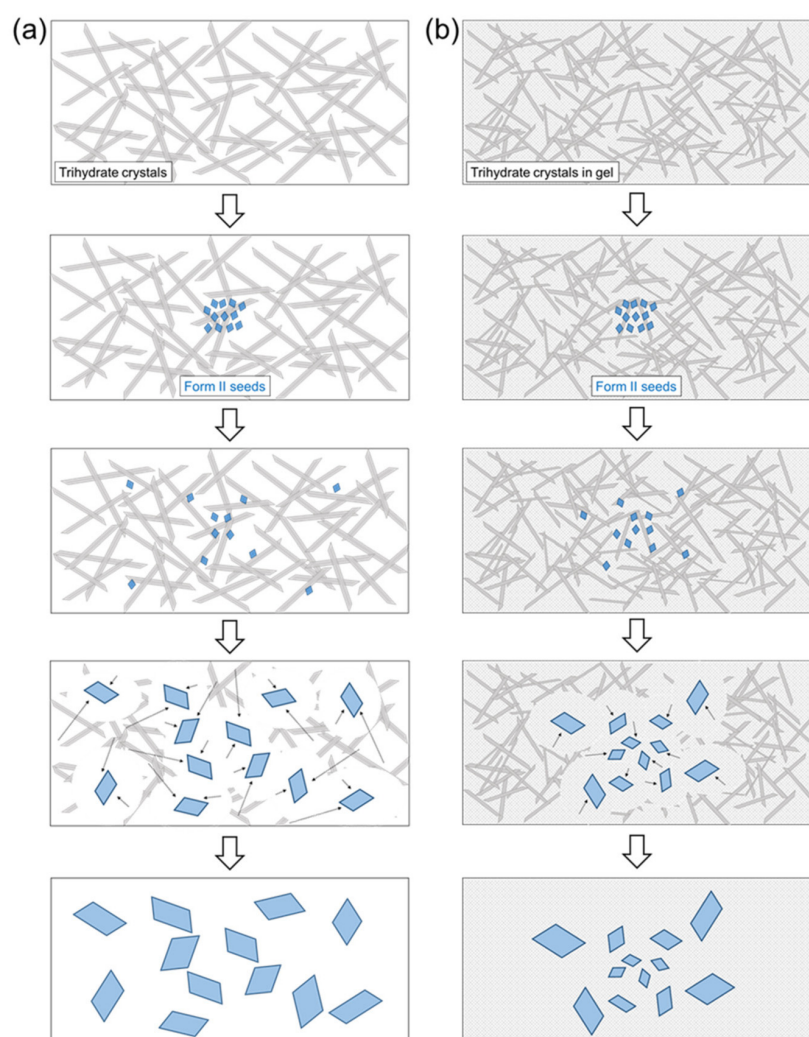 (a)
(b)
Trihydrate crystals
Trihydrate crystals in gel
Form II seeds
Form II seeds